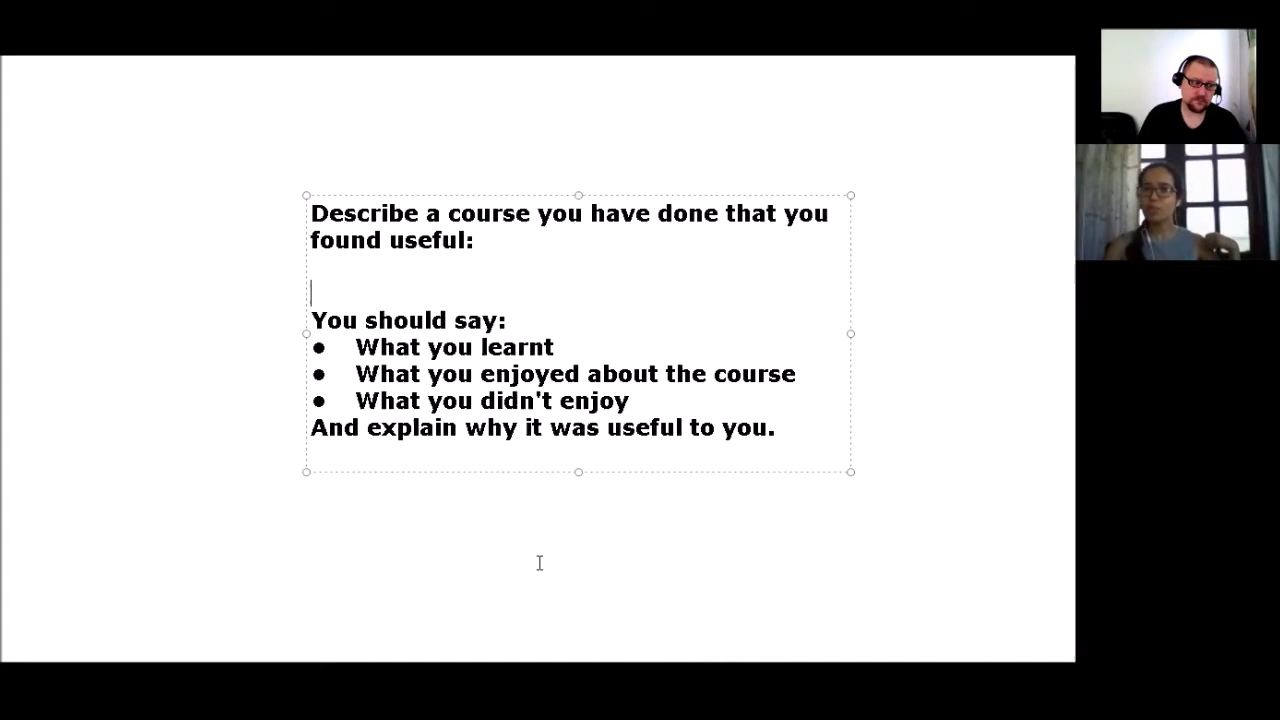 Describe a course you have done that you
found useful:
You should say:
● What you learnt
● What you enjoyed about the course
● What you didn't enjoy
And explain why it was useful to you.